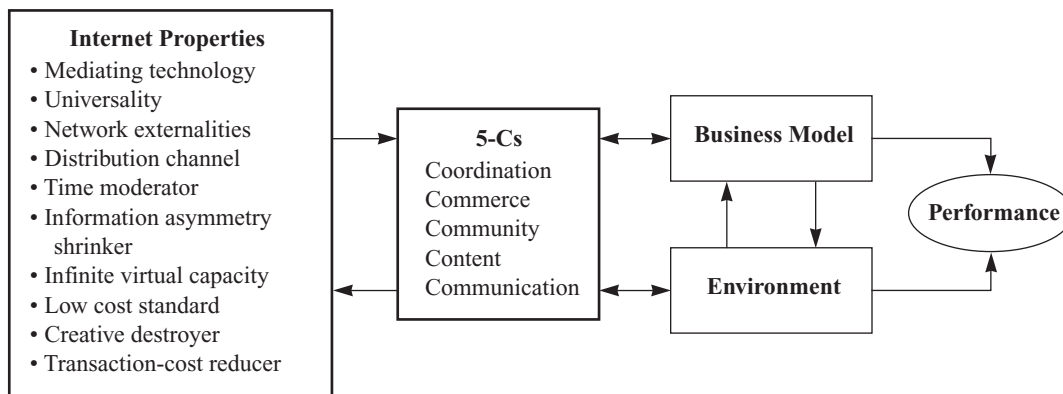 Internet Properties
• Mediating technology
• Universality
• Network externalities
• Distribution channel
• Time moderator
• Information asymmetry
shrinker
• Infinite virtual capacity
• Low cost standard
• Creative destroyer
• Transaction-cost reducer
5-Cs
Coordination
Commerce
Community
Content
Communication
Business Model
Environment
Performance